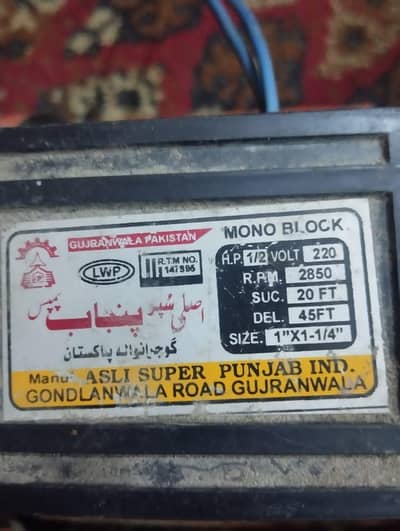 GUJRANWALA PAKISTAN
MONO BLOCK
LWP
R.T.M NO.
H.P. 1/2 VOLT 220
R.P.M. 2850
SUC. 20 FT
DEL. 45FT
SIZE. 1"X1-1/4"
اصلی سپر پنجاب پمپس
گوجرانوالہ پاکستان
Manu: ASLI SUPER PUNJAB IND.
GONDLANWALA ROAD GUJRANWALA